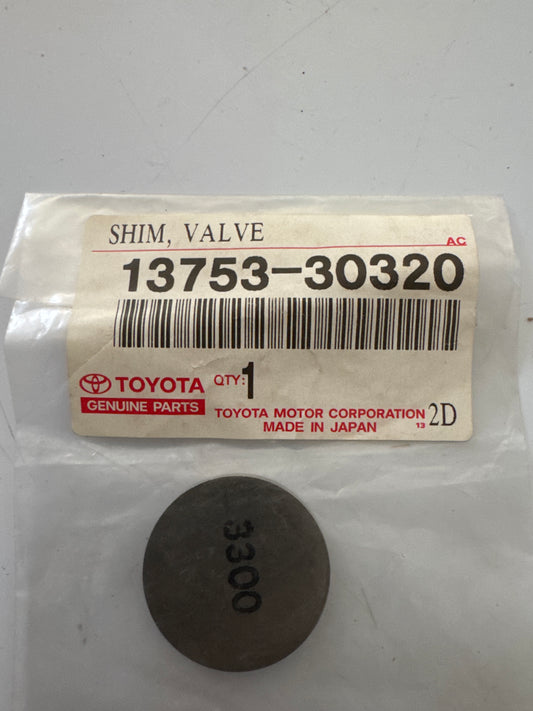 SHIM, VALVE
AC
13753-30320
TOYOTA
GENUINE PARTS
QTY: 1
TOYOTA MOTOR CORPORATION
MADE IN JAPAN
13 2D
3300